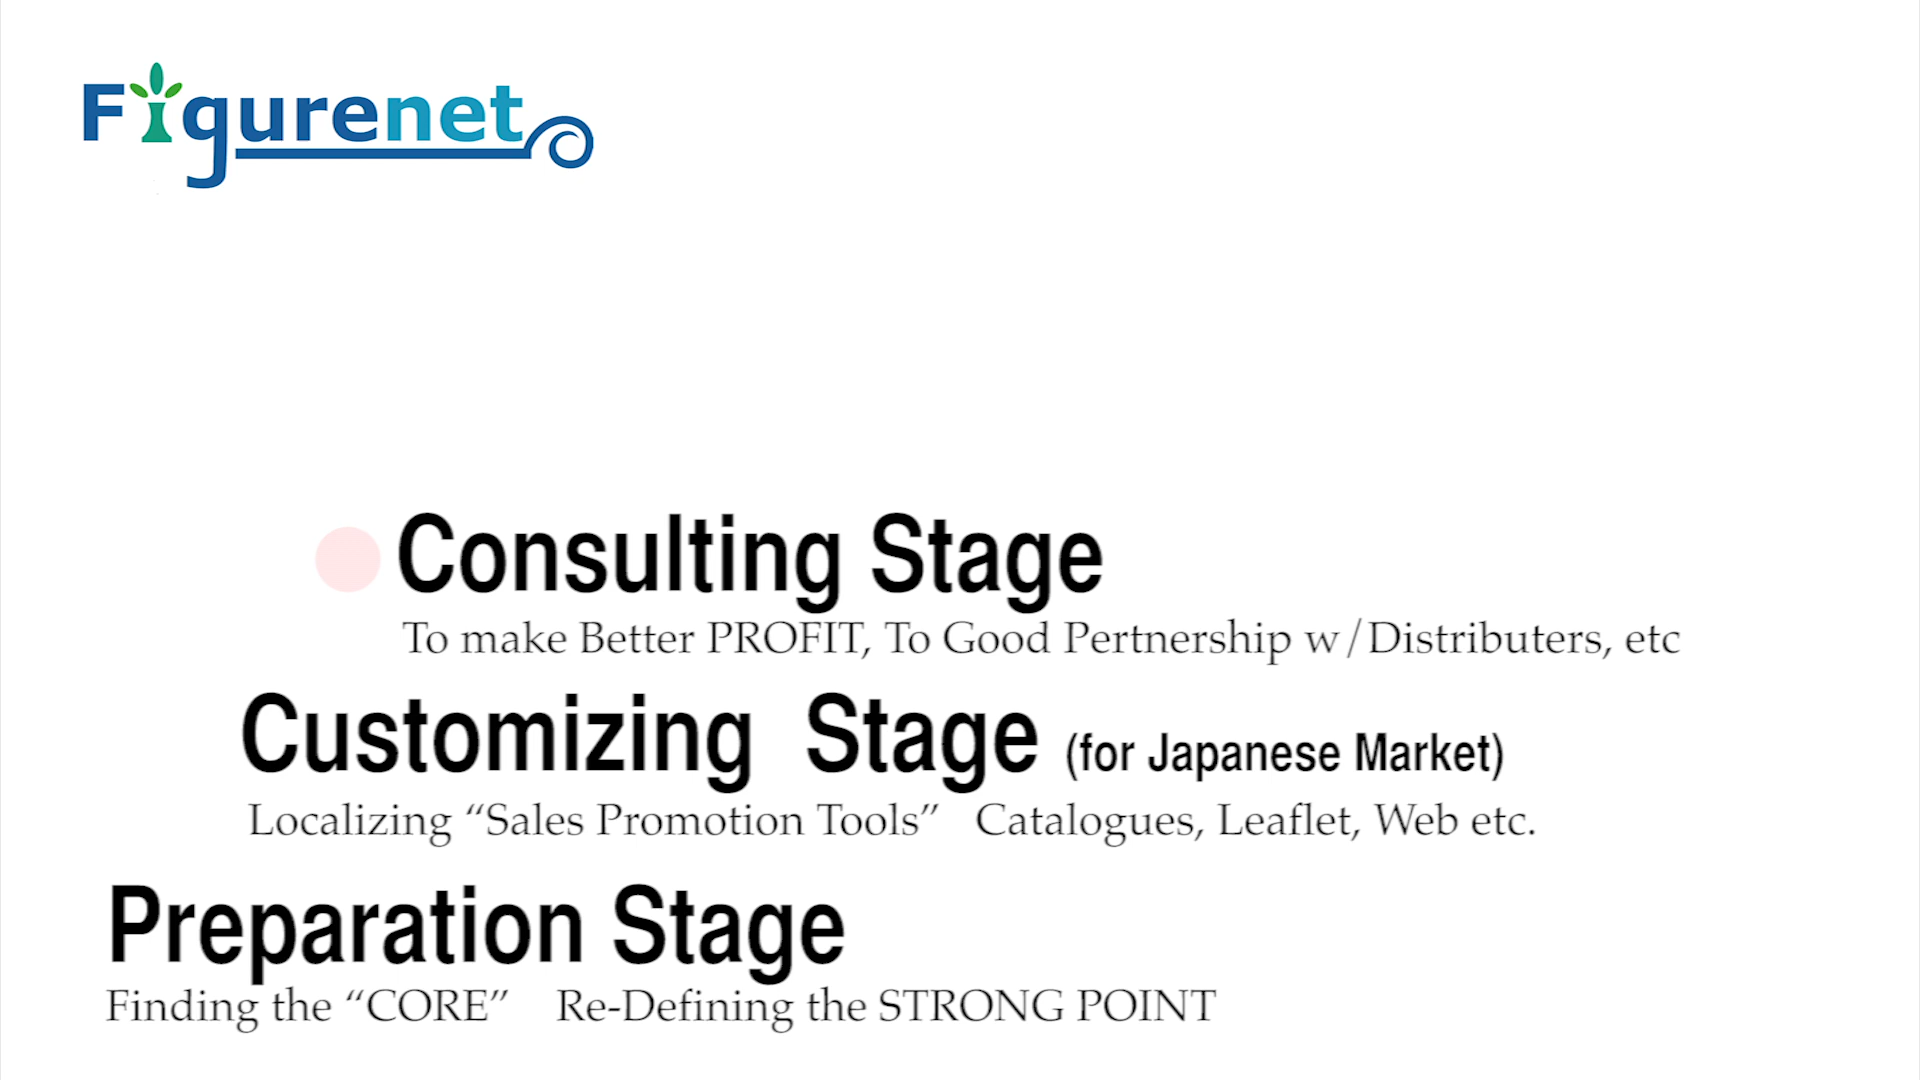 Figurenet
Consulting Stage
To make Better PROFIT, To Good Pertnership w/Distributers, etc
Customizing Stage (for Japanese Market)
Localizing “Sales Promotion Tools” Catalogues, Leaflet, Web etc.
Preparation Stage
Finding the “CORE” Re-Defining the STRONG POINT